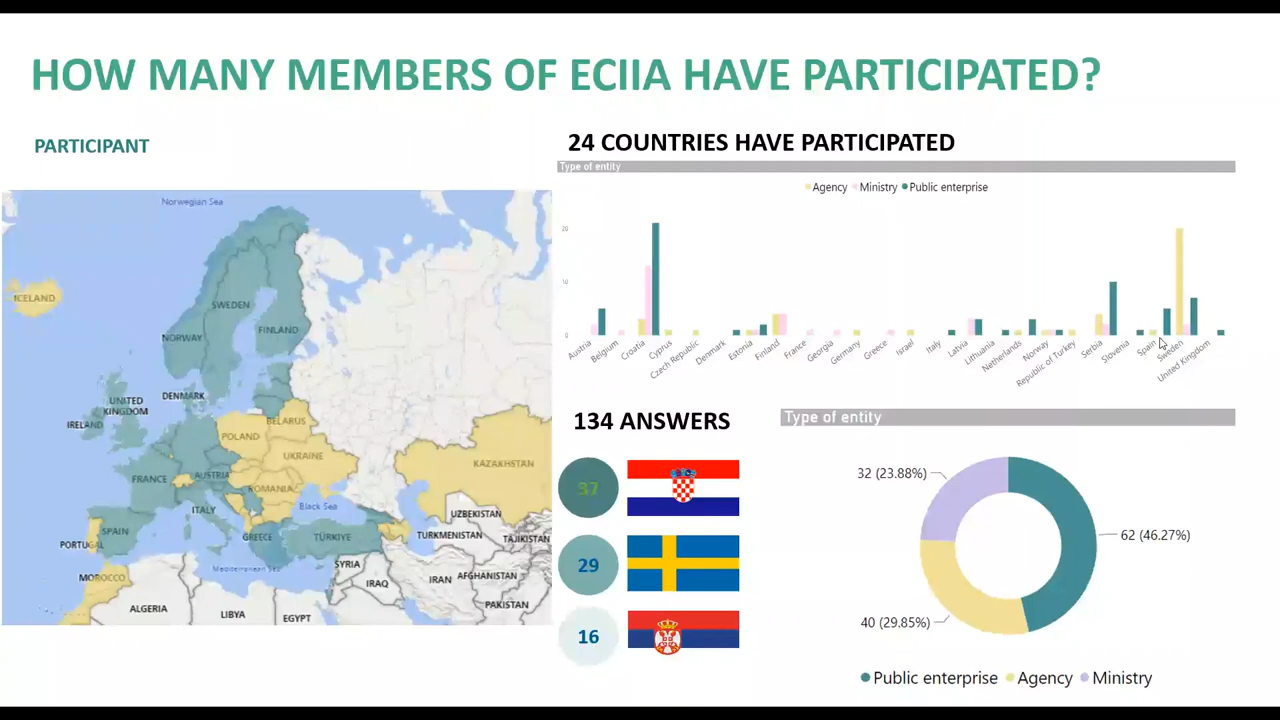 HOW MANY MEMBERS OF ECIIA HAVE PARTICIPATED?
PARTICIPANT
Norwegian Sea
ICELAND
SWEDEN
FINLAND
NORWAY
DENMARK
UNITED
KINGDOM
IRELAND
BELARUS
POLAND
UKRAINE
KAZAKHSTAN
FRANCE
AUSTRIA
ROMANIA
ITALY
Black Sea
UZBEKISTAN
SPAIN
PORTUGAL
GREECE
TÜRKIYE
TURKMENISTAN
TAJIKISTAN
Mediterranean Sea
SYRIA
MOROCCO
IRAQ
IRAN
AFGHANISTAN
ALGERIA
LIBYA
EGYPT
PAKISTAN
24 COUNTRIES HAVE PARTICIPATED
Type of entity
Agency Ministry Public enterprise
20
10
0
Austria
Belgium
Croatia
Cyprus
Czech Republic
Denmark
Estonia
Finland
France
Georgia
Germany
Greece
Israel
Italy
Latvia
Lithuania
Netherlands
Norway
Republic of Turkey
Serbia
Slovenia
Spain
Sweden
United Kingdom
134 ANSWERS
37
29
16
Type of entity
32 (23.88%)
62 (46.27%)
40 (29.85%)
Public enterprise Agency Ministry